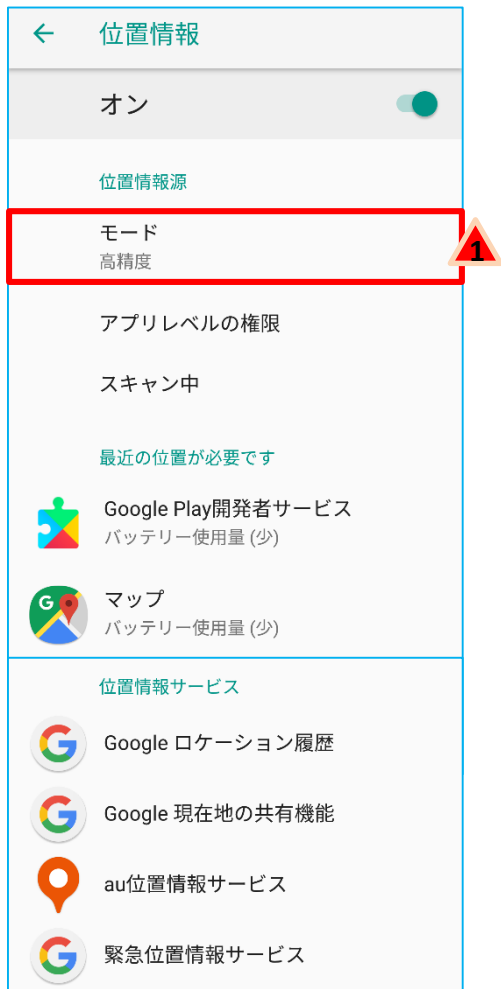 位置情報
オン
位置情報源
モード
高精度
1
アプリレベルの権限
スキャン中
最近の位置が必要です
Google Play開発者サービス
バッテリー使用量 (少)
G
マップ
バッテリー使用量 (少)
位置情報サービス
G
Google ロケーション履歴
G
Google 現在地の共有機能
au位置情報サービス
G
緊急位置情報サービス